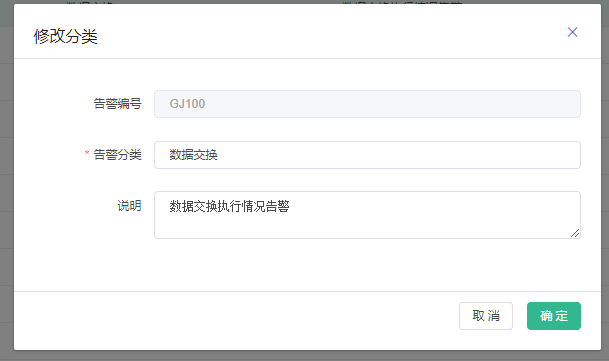 修改分类
告警编号 GJ100
* 告警分类 数据交换
说明 数据交换执行情况告警
取消 确定